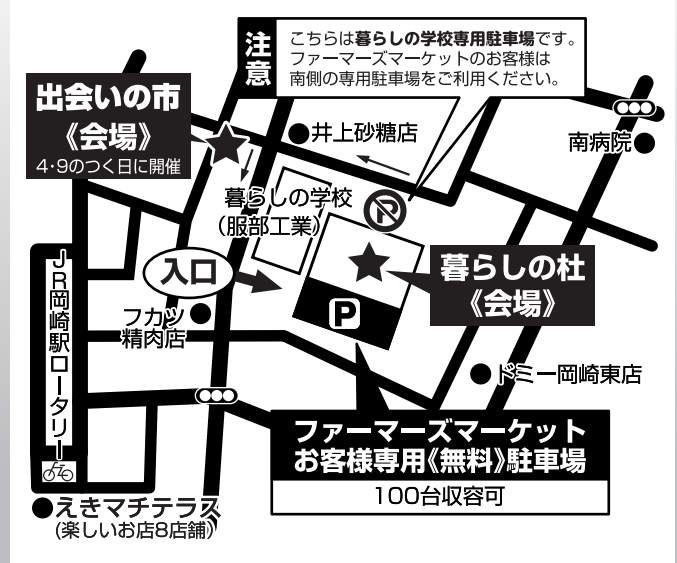 注意
こちらは暮らしの学校専用駐車場です。
ファーマーズマーケットのお客様は
南側の専用駐車場をご利用ください。
出会いの市
《会場》
4・9のつく日に開催
井上砂糖店
南病院
暮らしの学校
(服部工業)
P
入口
暮らしの杜
《会場》
P
フカツ
精肉店
JR岡崎駅ロータリー
ドミー岡崎東店
ファーマーズマーケット
お客様専用《無料》駐車場
100台収容可
えきマチテラス
(楽しいお店8店舗)